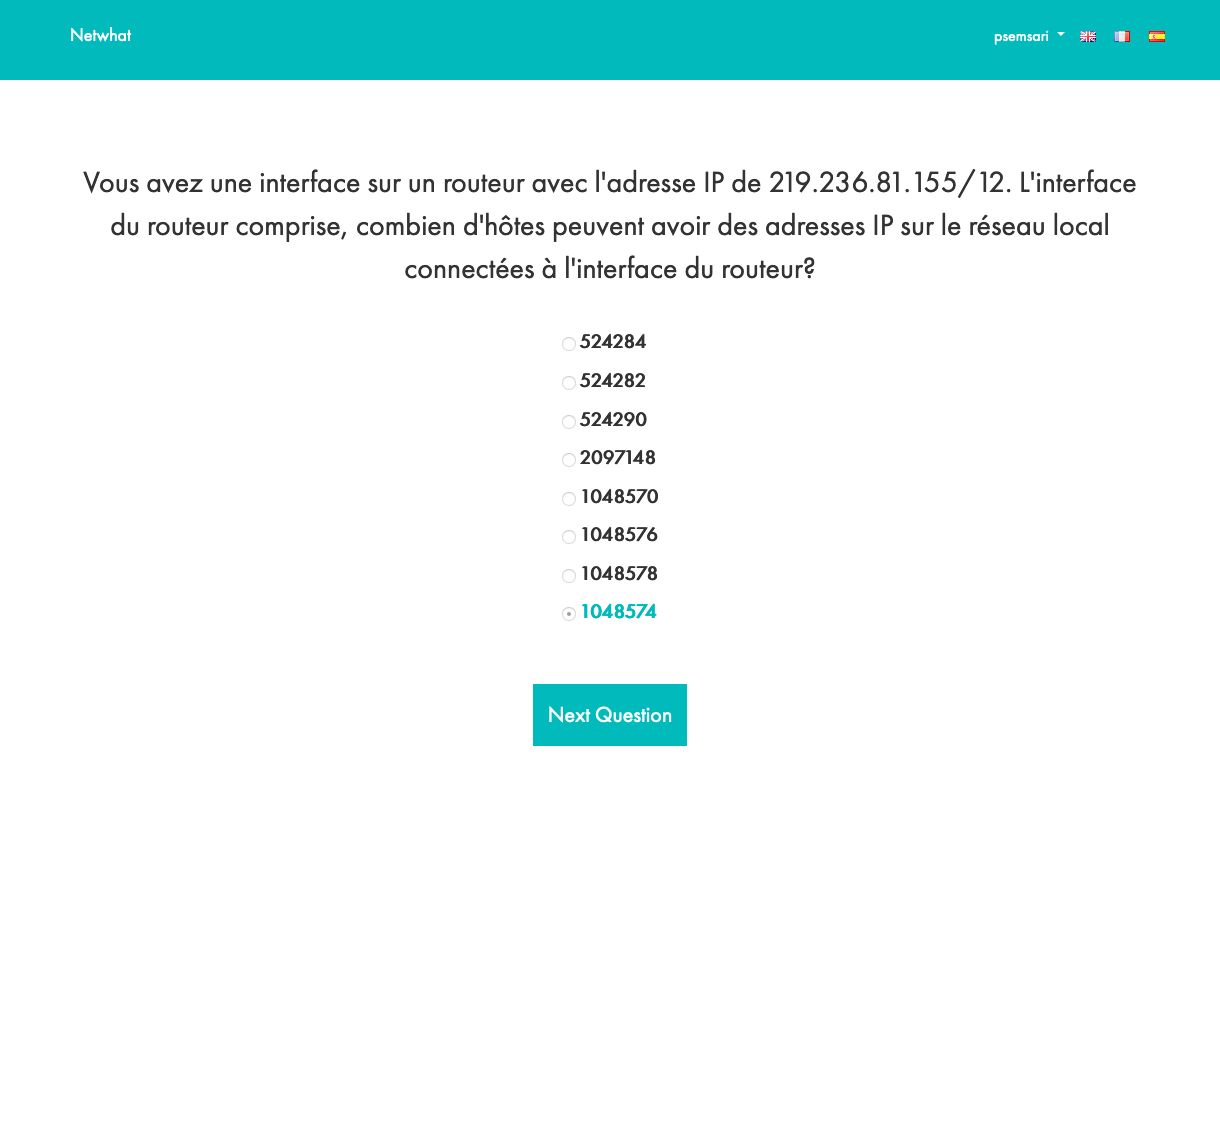 Netwhat
psemsari
Vous avez une interface sur un routeur avec l'adresse IP de 219.236.81.155/12. L'interface
du routeur comprise, combien d'hôtes peuvent avoir des adresses IP sur le réseau local
connectées à l'interface du routeur?
524284
524282
524290
2097148
1048570
1048576
1048578
1048574
Next Question